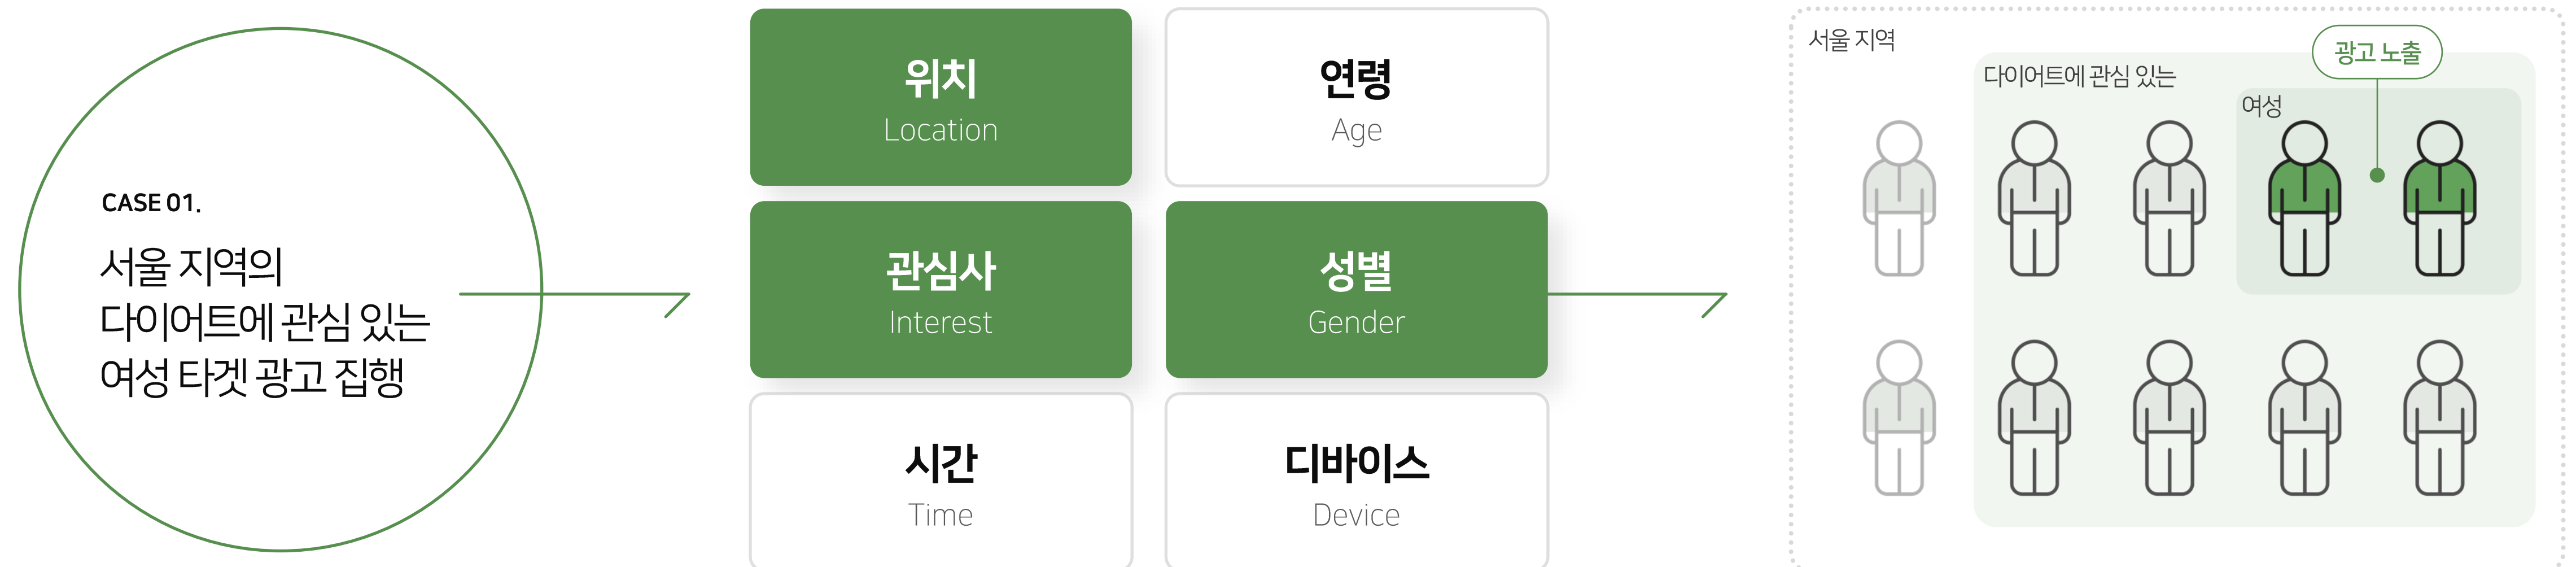 CASE 01.
서울 지역의
다이어트에 관심 있는
여성 타겟 광고 집행
위치
Location
연령
Age
관심사
Interest
성별
Gender
시간
Time
디바이스
Device
서울 지역
다이어트에 관심 있는
광고 노출
여성